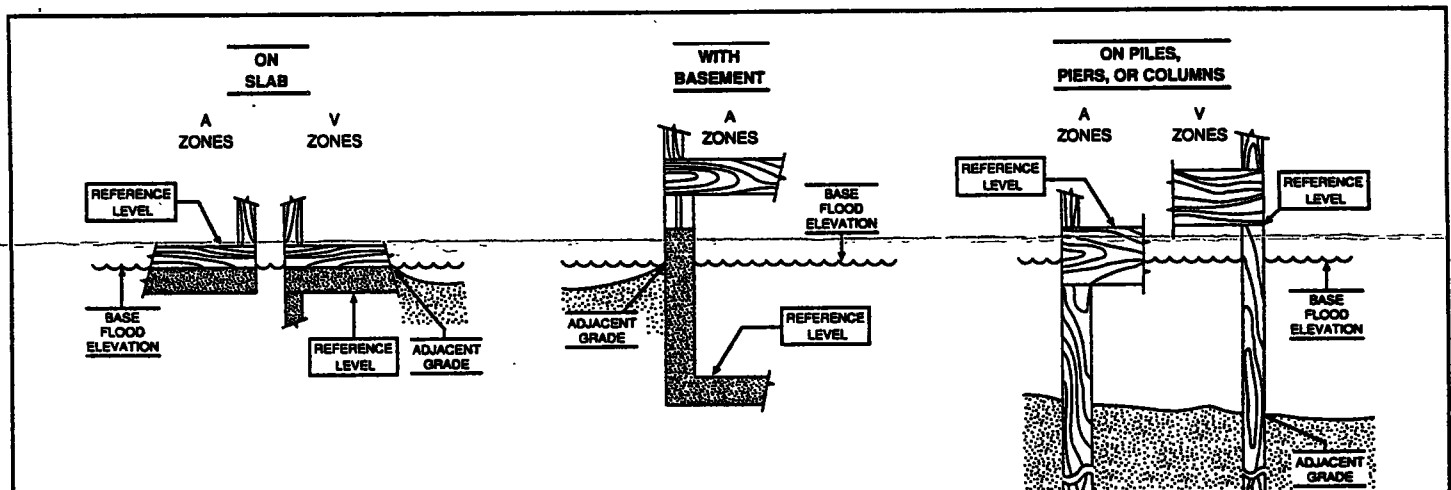 ON
SLAB
A
ZONES
V
ZONES
REFERENCE
LEVEL
BASE
FLOOD
ELEVATION
REFERENCE
LEVEL
ADJACENT
GRADE
WITH
BASEMENT
A
ZONES
BASE
FLOOD
ELEVATION
ADJACENT
GRADE
REFERENCE
LEVEL
ON PILES,
PIERS, OR COLUMNS
A
ZONES
V
ZONES
REFERENCE
LEVEL
REFERENCE
LEVEL
BASE
FLOOD
ELEVATION
ADJACENT
GRADE